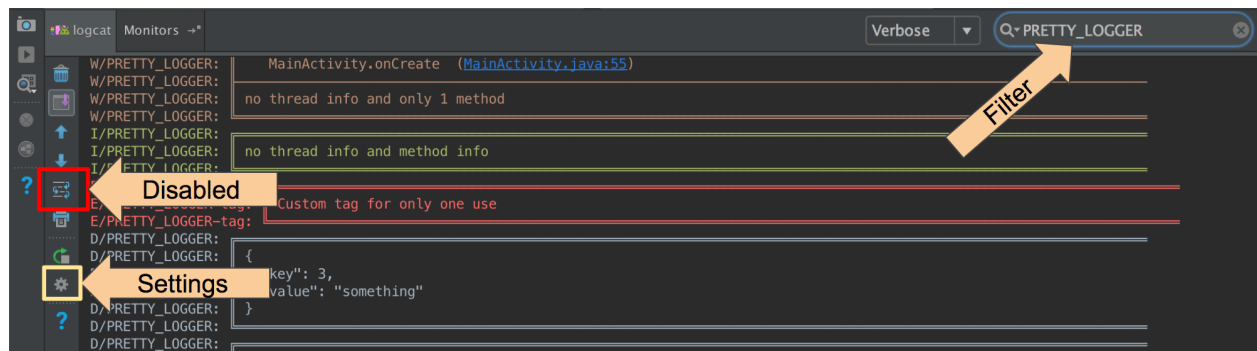 logcat Monitors →" Verbose PRETTY_LOGGER
W/PRETTY_LOGGER: MainActivity.onCreate (MainActivity.java:55)
W/PRETTY_LOGGER:
W/PRETTY_LOGGER: no thread info and only 1 method
W/PRETTY_LOGGER:
Filter
I/PRETTY_LOGGER:
I/PRETTY_LOGGER: no thread info and method info
I/PRETTY_LOGGER:
Disabled
E/PRETTY_LOGGER-tag: Custom tag for only one use
E/PRETTY_LOGGER-tag:
D/PRETTY_LOGGER:
D/PRETTY_LOGGER: {
key": 3,
Settings
value": "something"
D/PRETTY_LOGGER: }
D/PRETTY_LOGGER:
D/PRETTY_LOGGER: